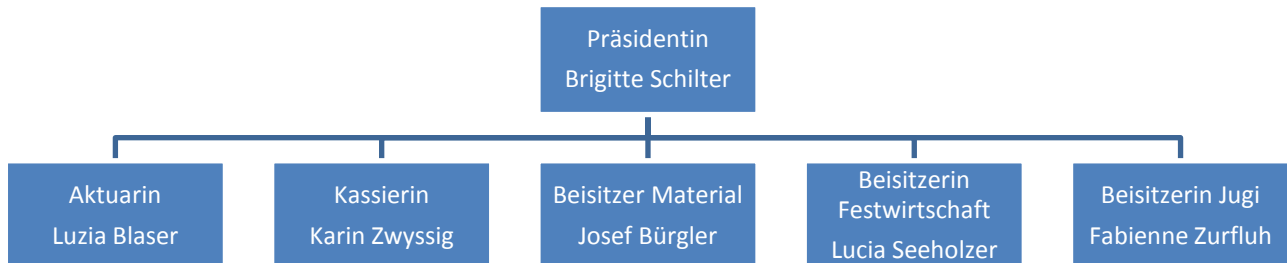 Präsidentin
Brigitte Schilter
Aktuarin
Luzia Blaser
Kassierin
Karin Zwyssig
Beisitzer Material
Josef Bürgler
Beisitzerin
Festwirtschaft
Lucia Seeholzer
Beisitzerin Jugi
Fabienne Zurfluh